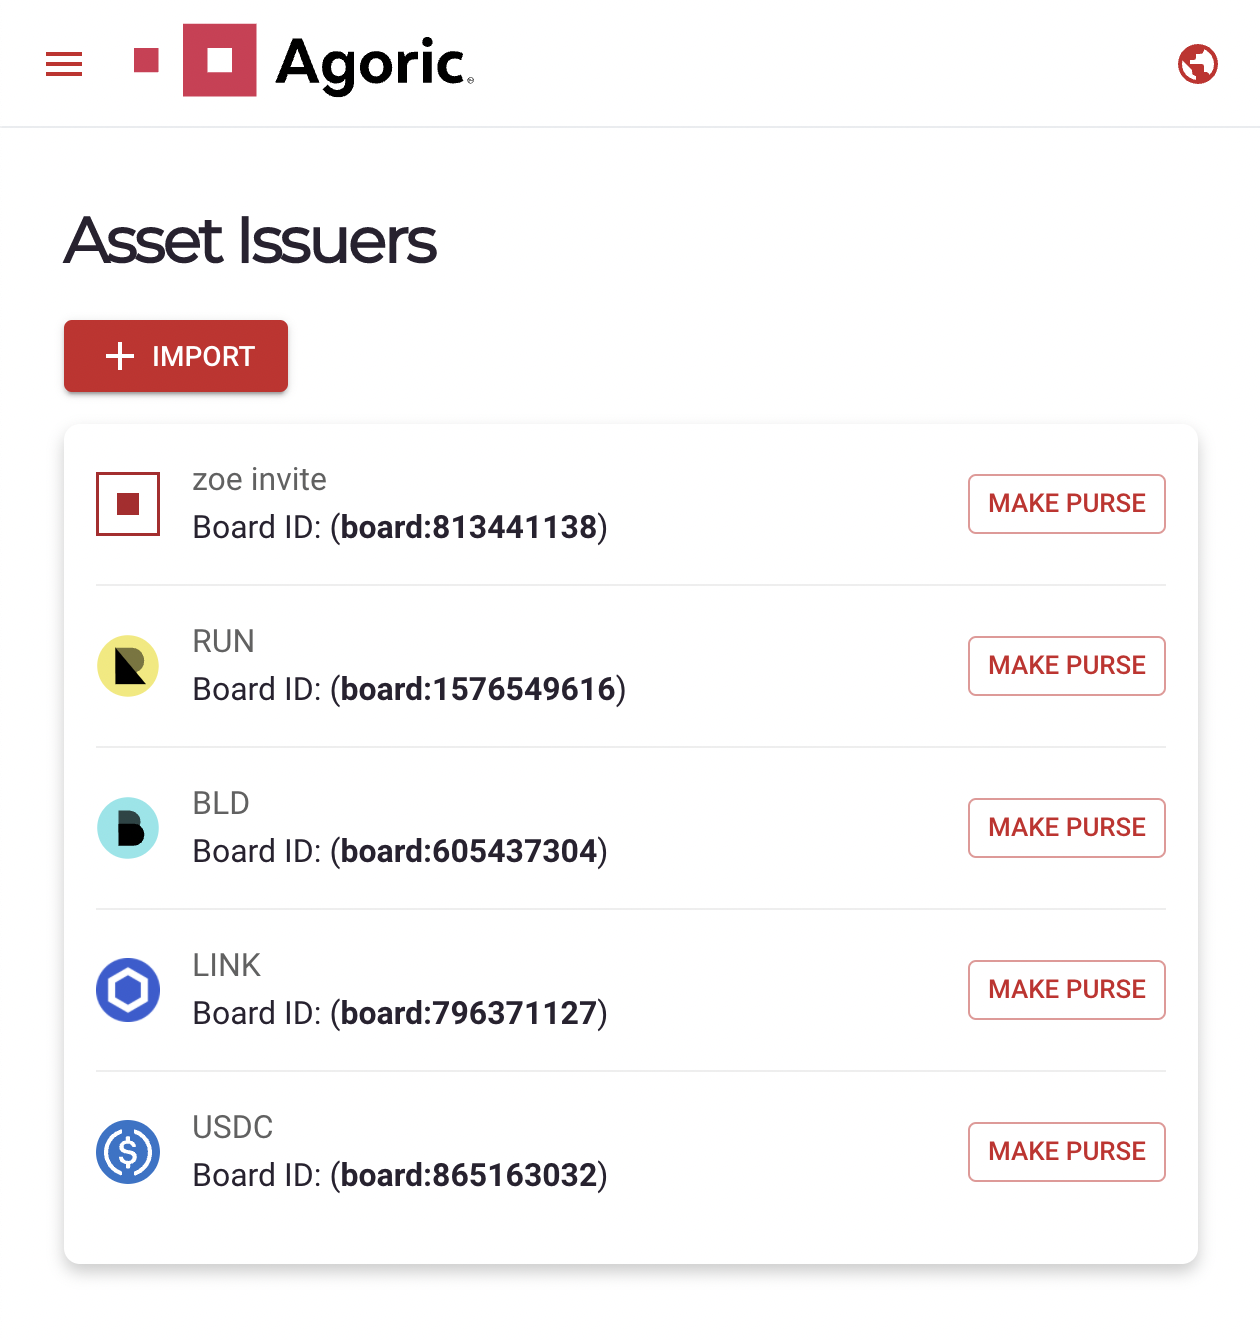 Agoric
Asset Issuers
IMPORT
zoe invite
Board ID: (board:813441138)
MAKE PURSE
RUN
Board ID: (board:1576549616)
MAKE PURSE
BLD
Board ID: (board:605437304)
MAKE PURSE
LINK
Board ID: (board:796371127)
MAKE PURSE
USDC
Board ID: (board:865163032)
MAKE PURSE